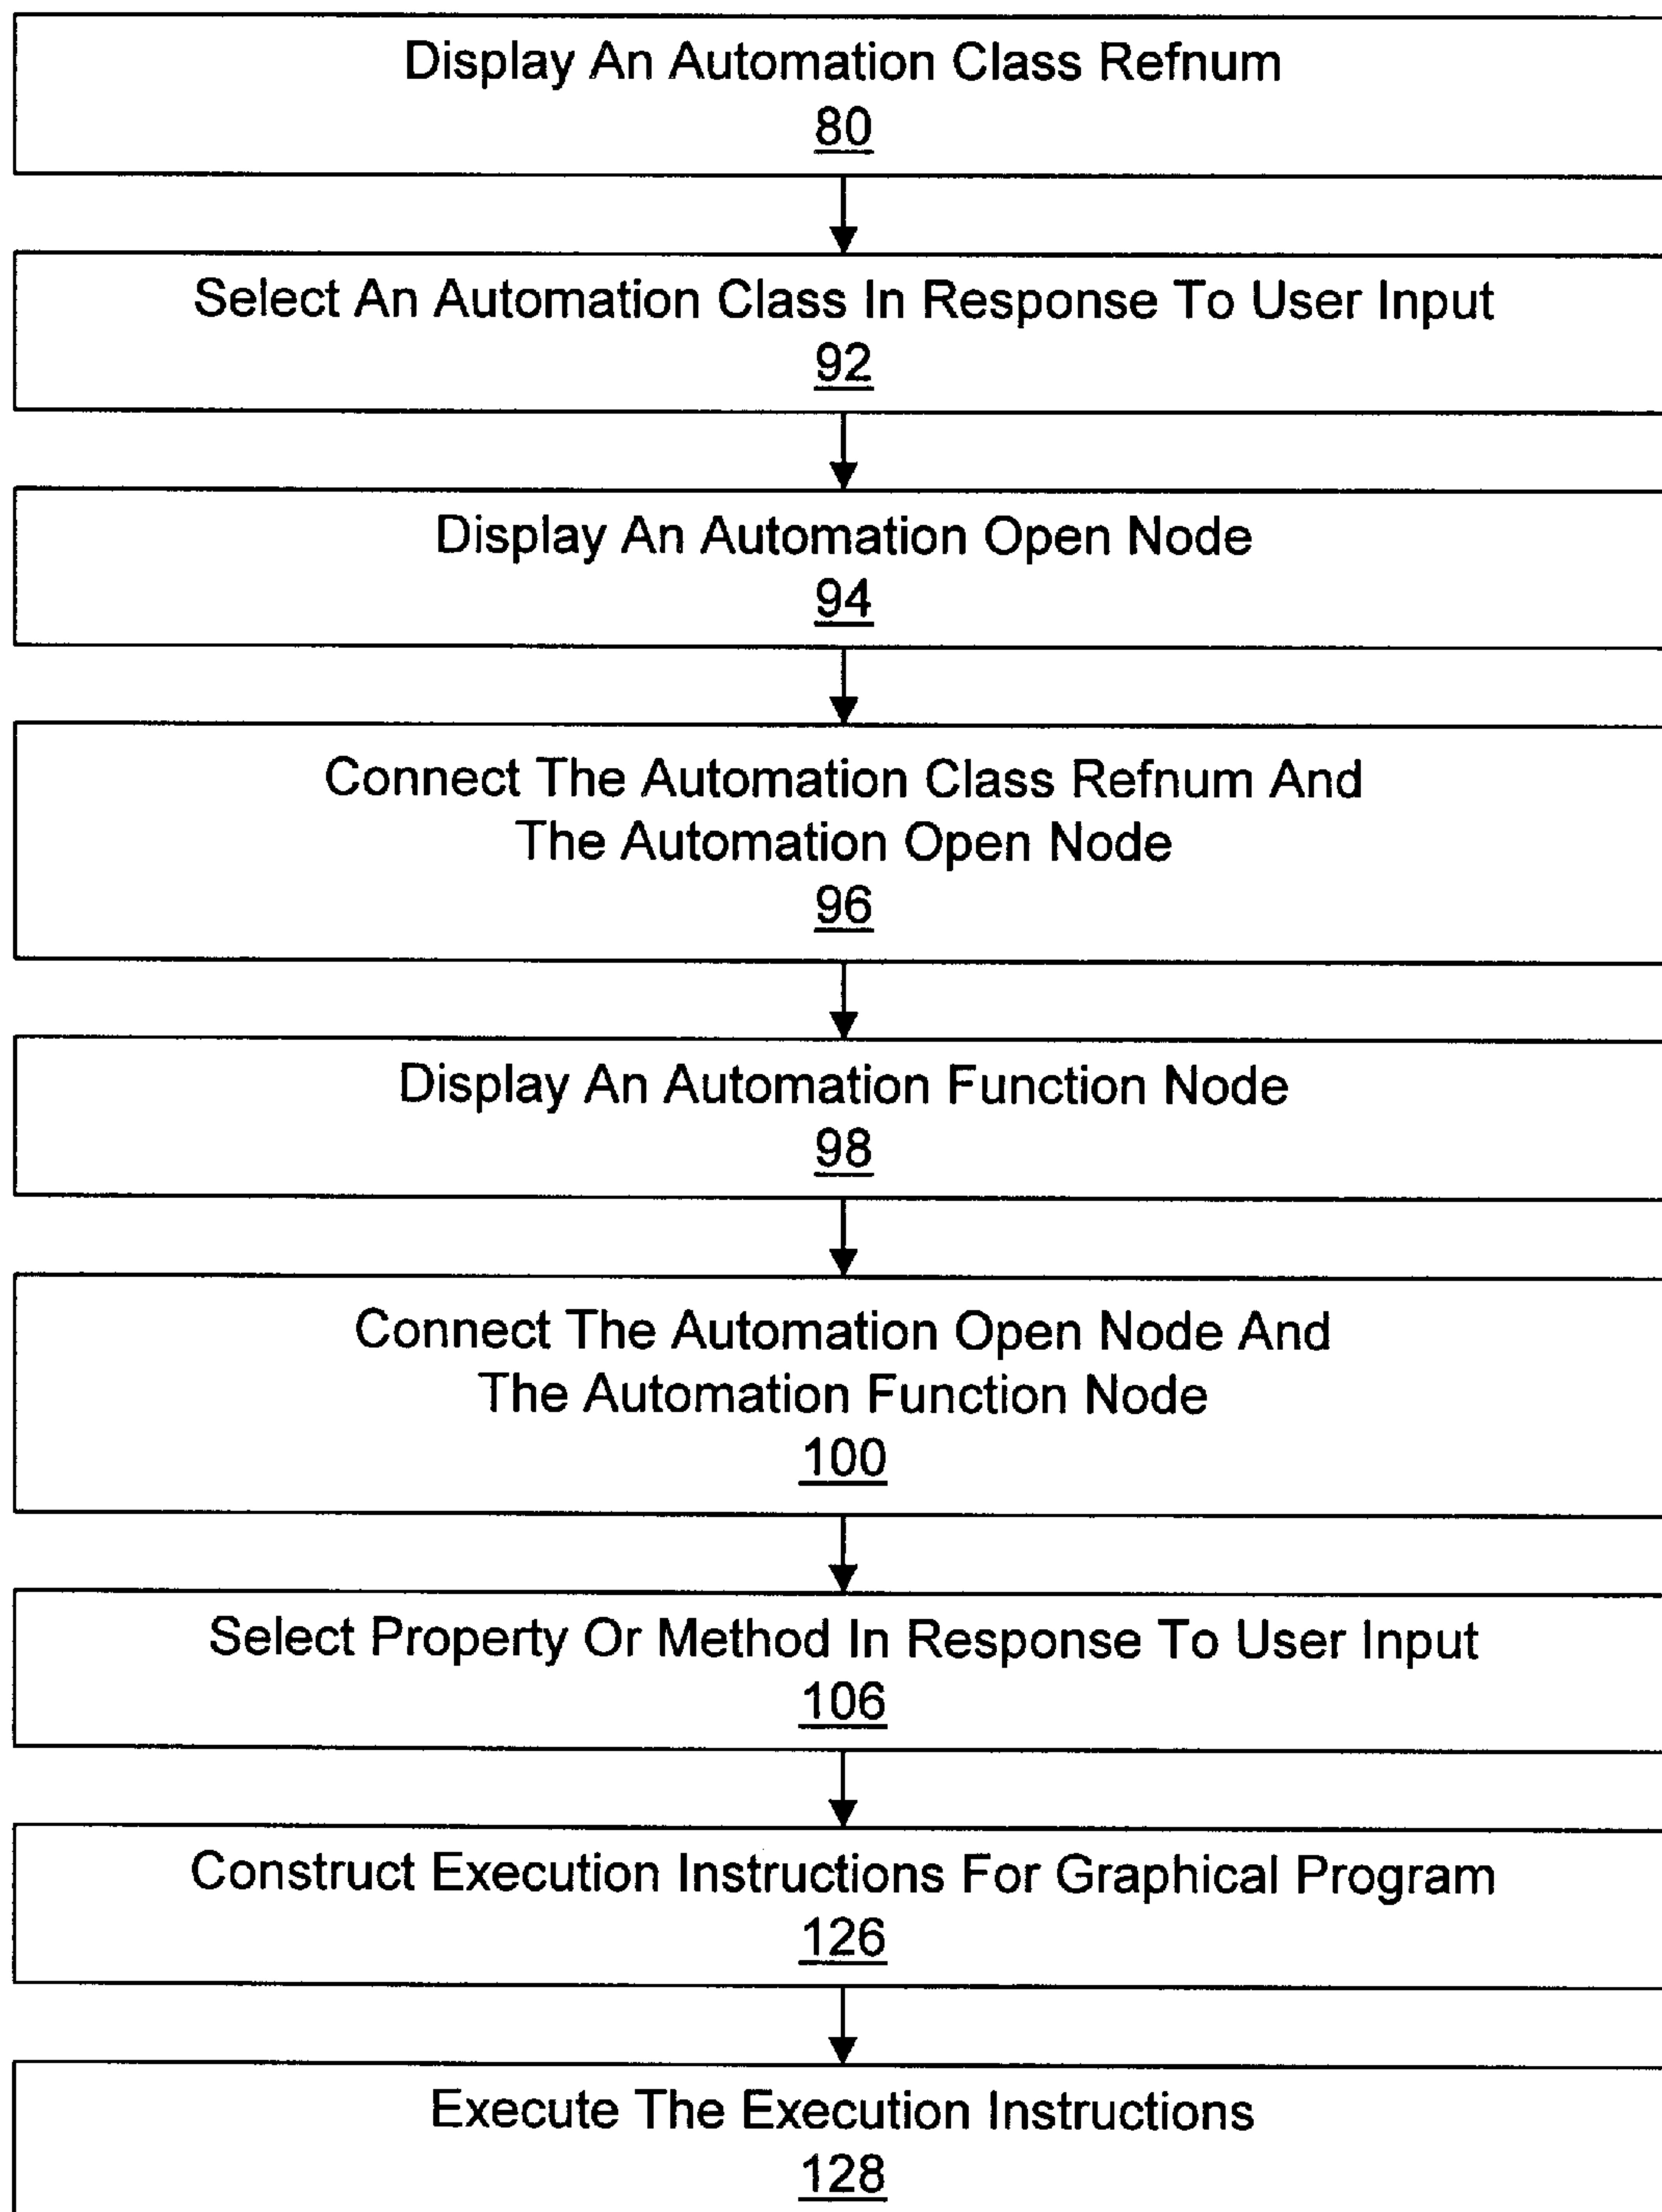 Display An Automation Class Refnum
80
Select An Automation Class In Response To User Input
92
Display An Automation Open Node
94
Connect The Automation Class Refnum And
The Automation Open Node
96
Display An Automation Function Node
98
Connect The Automation Open Node And
The Automation Function Node
100
Select Property Or Method In Response To User Input
106
Construct Execution Instructions For Graphical Program
126
Execute The Execution Instructions
128